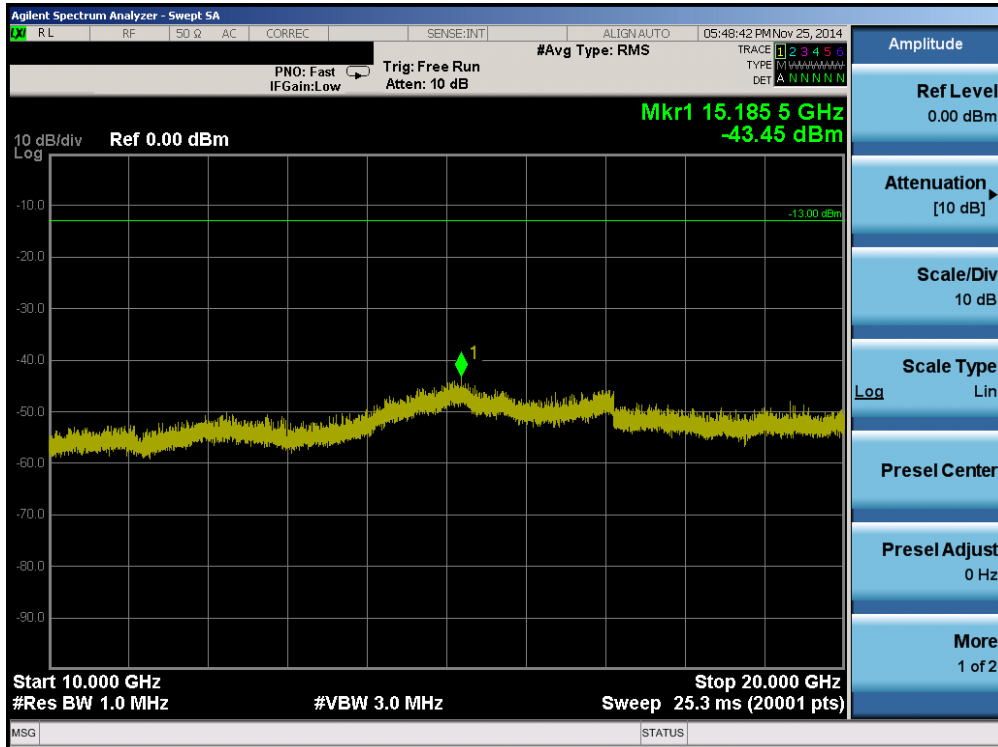 Agilent Spectrum Analyzer - Swept SA
LXI RL RF 50 Ω AC CORREC SENSE:INT ALIGN AUTO 05:48:42 PM Nov 25, 2014
#Avg Type: RMS TRACE 1 2 3 4 5 6
PNO: Fast Trig: Free Run TYPE M WWWWW
IFGain:Low Atten: 10 dB DET A N N N N N
Mkr1 15.185 5 GHz
10 dB/div Ref 0.00 dBm -43.45 dBm
Log
-10.0
-13.00 dBm
-20.0
-30.0
-40.0
1
-50.0
-60.0
-70.0
-80.0
-90.0
Start 10.000 GHz Stop 20.000 GHz
#Res BW 1.0 MHz #VBW 3.0 MHz Sweep 25.3 ms (20001 pts)
MSG STATUS
Amplitude
Ref Level
0.00 dBm
Attenuation
[10 dB]
Scale/Div
10 dB
Scale Type
Log Lin
Presel Center
Presel Adjust
0 Hz
More
1 of 2